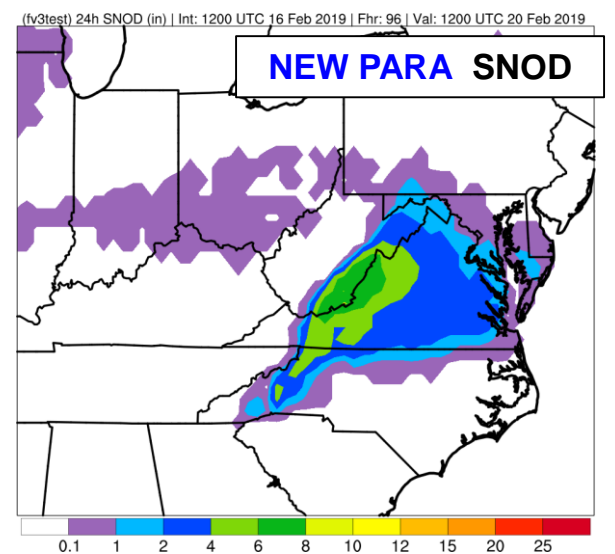 (fv3test) 24h SNOD (in) | Int: 1200 UTC 16 Feb 2019 | Fhr: 96 | Val: 1200 UTC 20 Feb 2019
NEW PARA SNOD
0.1 1 2 4 6 8 10 12 15 20 25